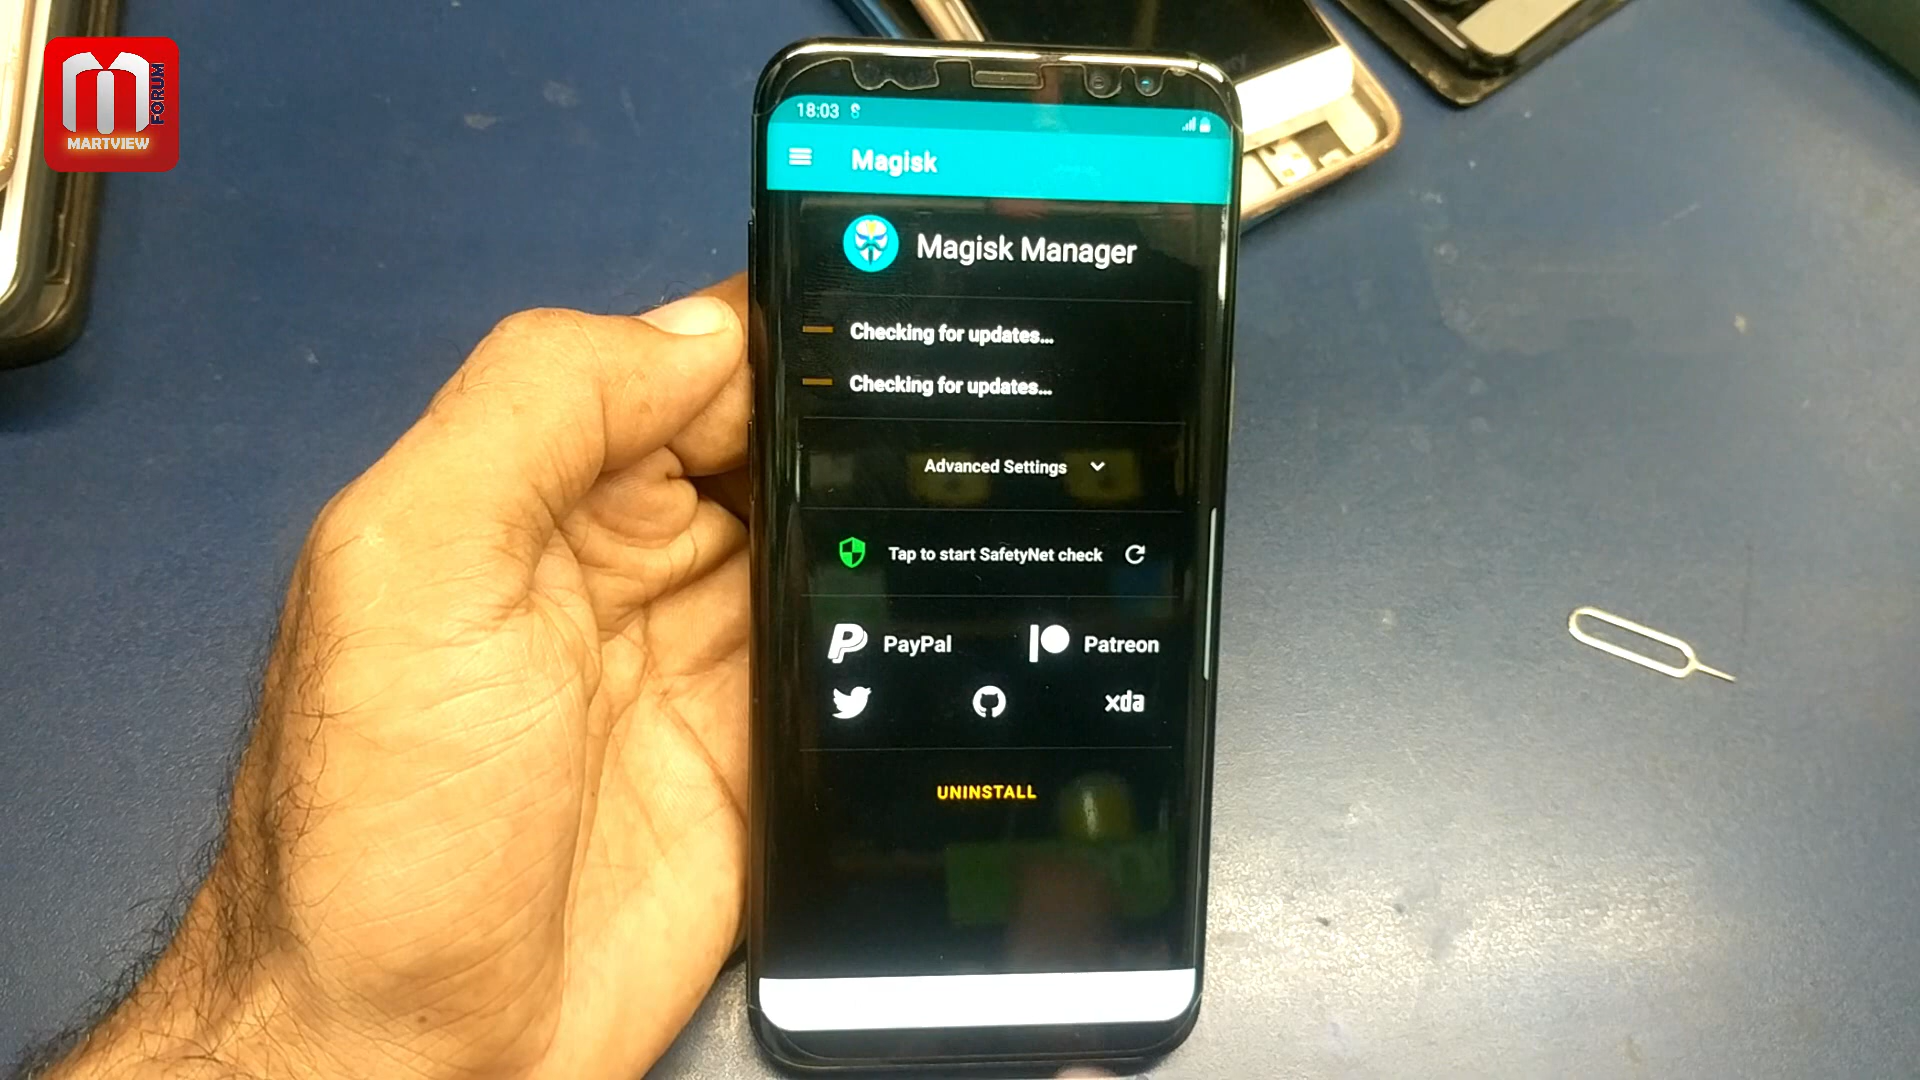 FORUM
MARTVIEW
18:03
Magisk
Magisk Manager
Checking for updates...
Checking for updates...
Advanced Settings
Tap to start SafetyNet check
PayPal
Patreon
xda
UNINSTALL